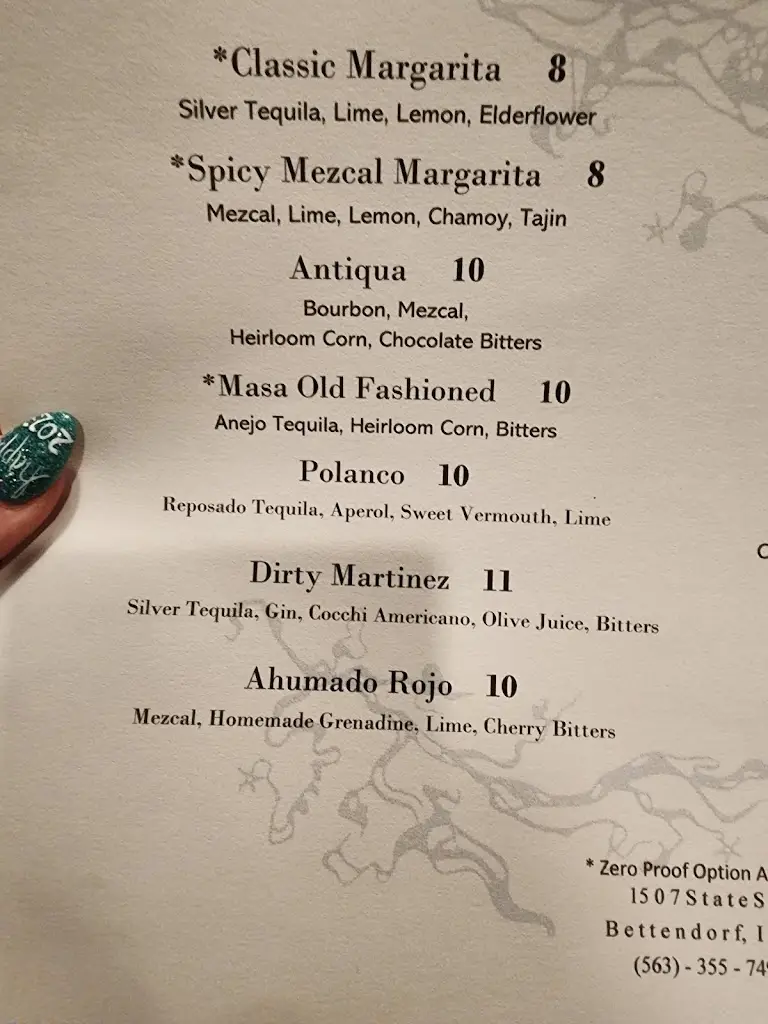 *Classic Margarita 8
Silver Tequila, Lime, Lemon, Elderflower
*Spicy Mezcal Margarita 8
Mezcal, Lime, Lemon, Chamoy, Tajin
Antiqua 10
Bourbon, Mezcal,
Heirloom Corn, Chocolate Bitters
*Masa Old Fashioned 10
Anejo Tequila, Heirloom Corn, Bitters
Polanco 10
Reposado Tequila, Aperol, Sweet Vermouth, Lime
Dirty Martinez 11
Silver Tequila, Gin, Cocchi Americano, Olive Juice, Bitters
Ahumado Rojo 10
Mezcal, Homemade Grenadine, Lime, Cherry Bitters
* Zero Proof Option A
1507 State S
Bettendorf, I
(563) - 355 - 74